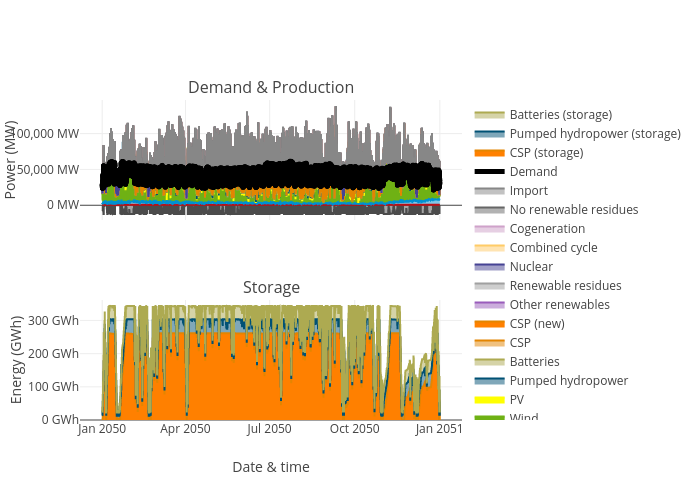 Demand & Production
Power (MW)
100,000 MW
50,000 MW
0 MW
Storage
Energy (GWh)
300 GWh
200 GWh
100 GWh
0 GWh
Jan 2050
Apr 2050
Jul 2050
Oct 2050
Jan 2051
Date & time
Batteries (storage)
Pumped hydropower (storage)
CSP (storage)
Demand
Import
No renewable residues
Cogeneration
Combined cycle
Nuclear
Renewable residues
Other renewables
CSP (new)
CSP
Batteries
Pumped hydropower
PV
Wind